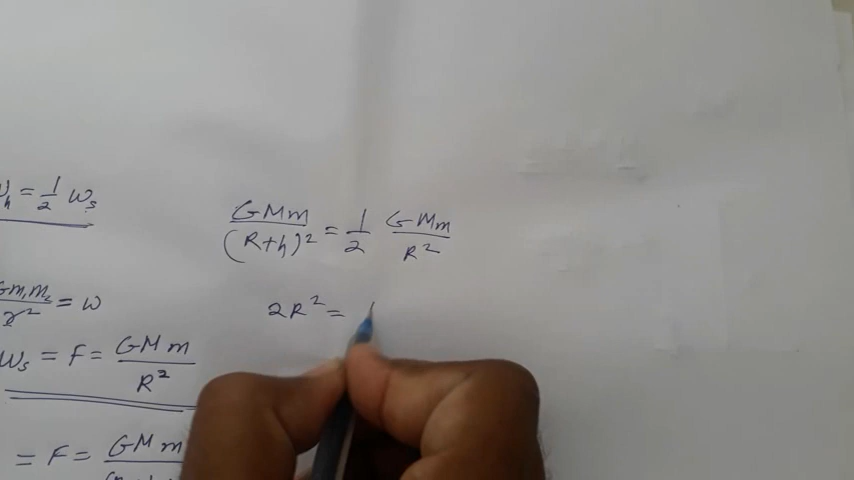 W_h = 1/2 W_s
Gm₁m₂/r² = W
W_s = F = GMm/R²
= F = GMm
GMm/(R+h)² = 1/2 GMm/R²
2R² =